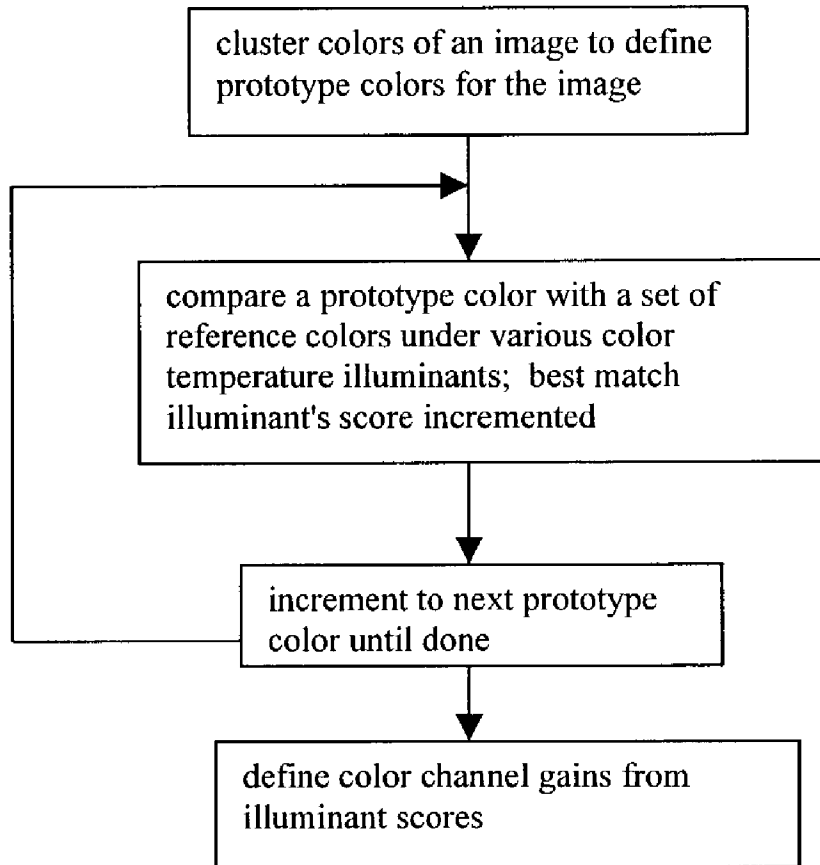 cluster colors of an image to define
prototype colors for the image
compare a prototype color with a set of
reference colors under various color
temperature illuminants; best match
illuminant's score incremented
increment to next prototype
color until done
define color channel gains from
illuminant scores